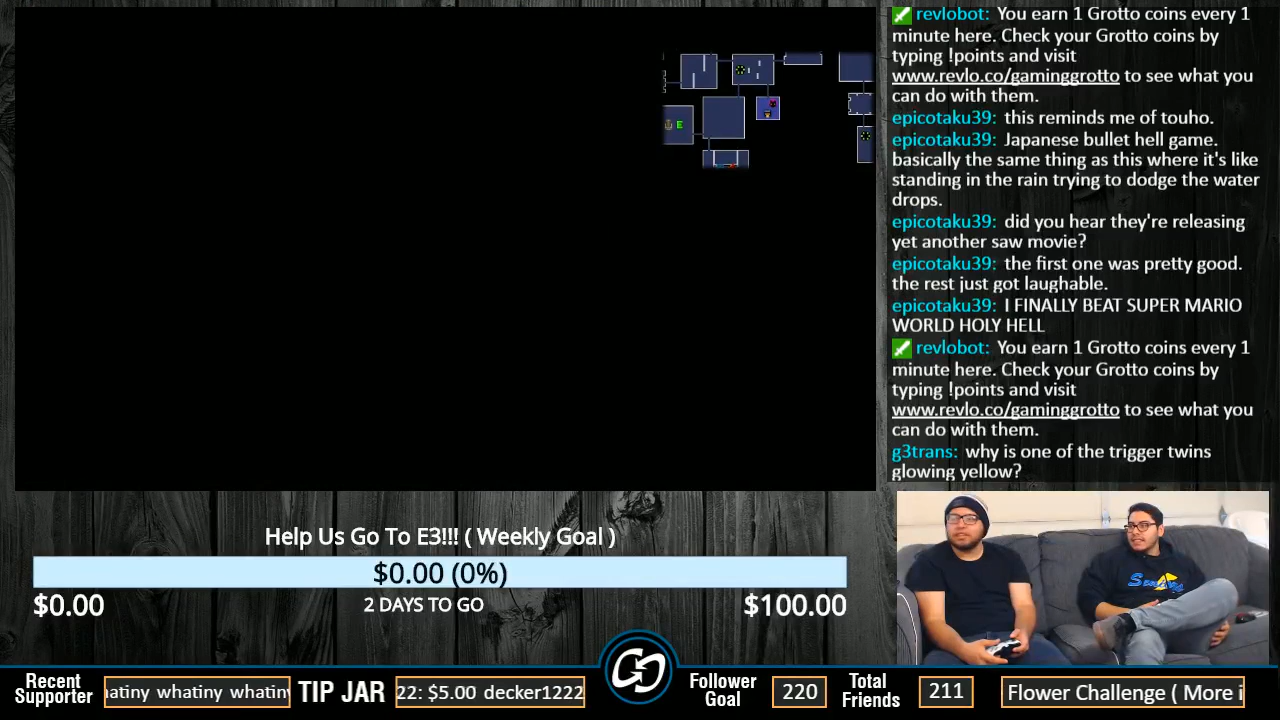 revlobot: You earn 1 Grotto coins every 1
minute here. Check your Grotto coins by
typing !points and visit
www.revlo.co/gaminggrotto to see what you
can do with them.
epicotaku39: this reminds me of touho.
epicotaku39: Japanese bullet hell game.
basically the same thing as this where it's like
standing in the rain trying to dodge the water
drops.
epicotaku39: did you hear they're releasing
yet another saw movie?
epicotaku39: the first one was pretty good.
the rest just got laughable.
epicotaku39: I FINALLY BEAT SUPER MARIO
WORLD HOLY HELL
revlobot: You earn 1 Grotto coins every 1
minute here. Check your Grotto coins by
typing !points and visit
www.revlo.co/gaminggrotto to see what you
can do with them.
g3trans: why is one of the trigger twins
glowing yellow?
E
Help Us Go To E3!!! ( Weekly Goal )
$0.00 (0%)
$0.00
2 DAYS TO GO
$100.00
Recent
Supporter
hatiny whatiny whatiny
TIP JAR
22: $5.00 decker1222
GG
Follower
Goal
220
Total
Friends
211
Flower Challenge ( More i